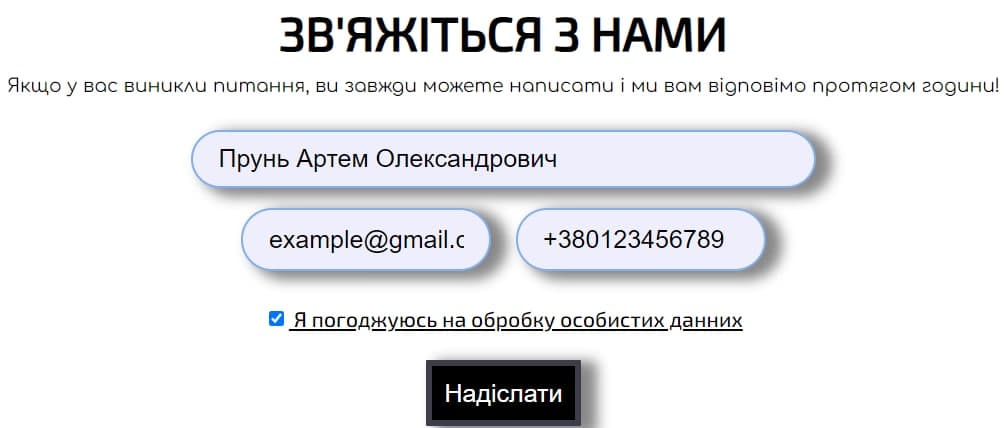 ЗВ'ЯЖІТЬСЯ З НАМИ
Якщо у вас виникли питання, ви завжди можете написати і ми вам відповімо протягом години!
Прунь Артем Олександрович
example@gmail.c +380123456789
Я погоджуюсь на обробку особистих данних
Надіслати